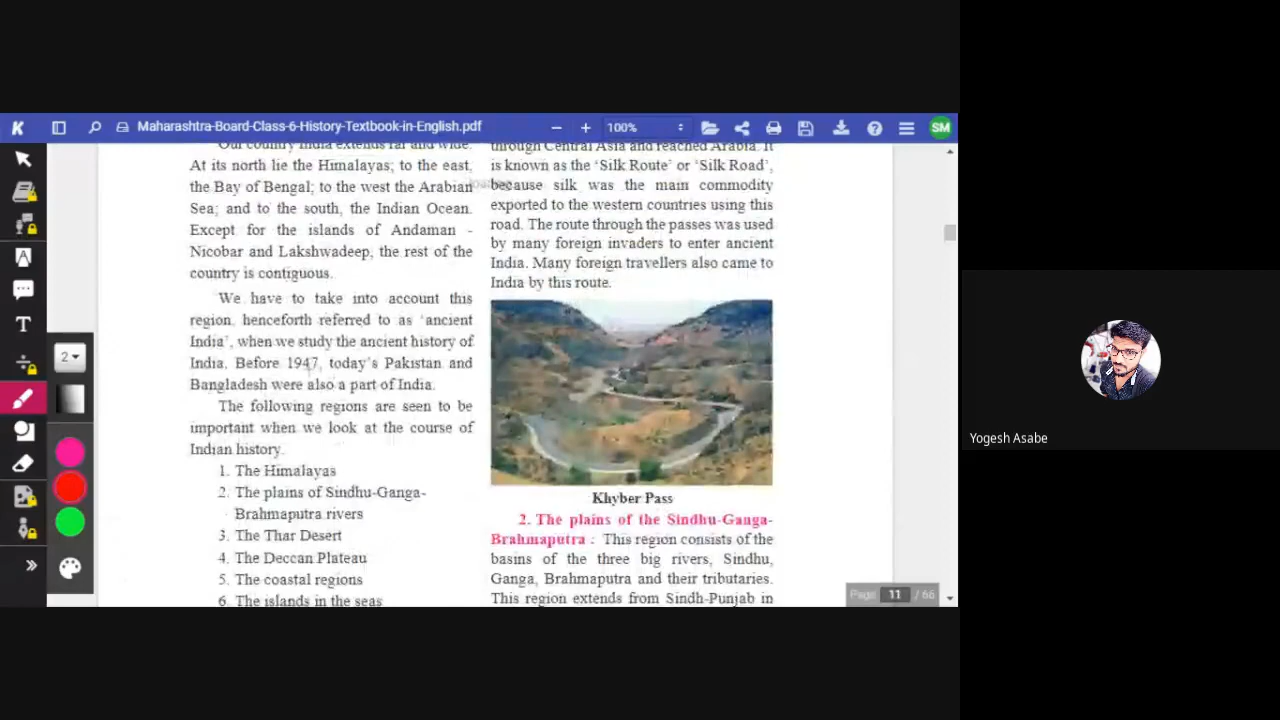 K
Maharashtra-Board-Class-6-History-Textbook-in-English.pdf
100%
SM
Our country India extends far and wide.
At its north lie the Himalayas; to the east,
the Bay of Bengal; to the west the Arabian
Sea; and to the south, the Indian Ocean.
Except for the islands of Andaman -
Nicobar and Lakshwadeep, the rest of the
country is contiguous.
We have to take into account this
region, henceforth referred to as ‘ancient
India’, when we study the ancient history of
India. Before 1947, today’s Pakistan and
Bangladesh were also a part of India.
The following regions are seen to be
important when we look at the course of
Indian history.
1. The Himalayas
2. The plains of Sindhu-Ganga-
Brahmaputra rivers
3. The Thar Desert
4. The Deccan Plateau
5. The coastal regions
6. The islands in the seas
through Central Asia and reached Arabia. It
is known as the ‘Silk Route’ or ‘Silk Road’,
because silk was the main commodity
exported to the western countries using this
road. The route through the passes was used
by many foreign invaders to enter ancient
India. Many foreign travellers also came to
India by this route.
Khyber Pass
2. The plains of the Sindhu-Ganga-
Brahmaputra : This region consists of the
basins of the three big rivers, Sindhu,
Ganga, Brahmaputra and their tributaries.
This region extends from Sindh-Punjab in
2
Page 11 / 66
Yogesh Asabe